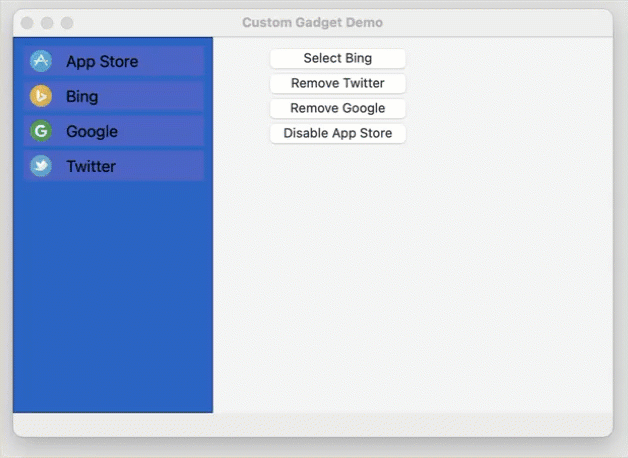 Custom Gadget Demo
App Store
Bing
Google
Twitter
Select Bing
Remove Twitter
Remove Google
Disable App Store